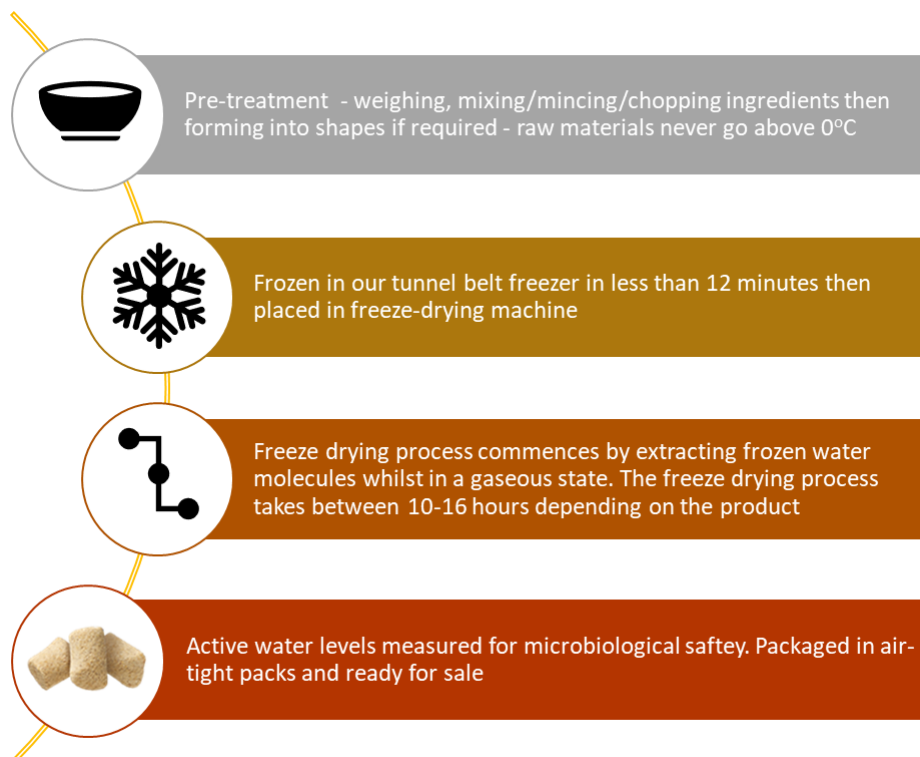 Pre-treatment - weighing, mixing/mincing/chopping ingredients then
forming into shapes if required - raw materials never go above 0°C
Frozen in our tunnel belt freezer in less than 12 minutes then
placed in freeze-drying machine
Freeze drying process commences by extracting frozen water
molecules whilst in a gaseous state. The freeze drying process
takes between 10-16 hours depending on the product
Active water levels measured for microbiological saftey. Packaged in air-
tight packs and ready for sale